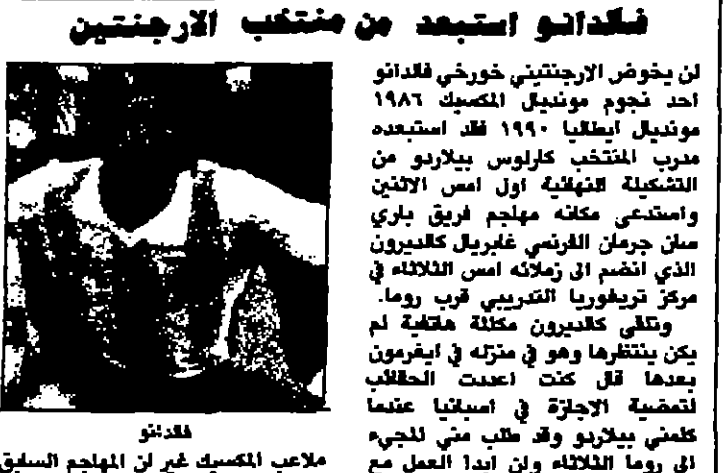 فالدانو استبعد من منتخب الارجنتين
لن يخوض الارجنتيني خورخي فالدانو
احد نجوم مونديال المكسيك ١٩٨٦
مونديال ايطاليا ١٩٩٠ فقد استبعده
مدرب المنتخب كارلوس بيلاردو من
التشكيلة النهائية اول امس الاثنين
واستدعى مكانه مهاجم فريق باري
سان جرمان الفرنسي غابريال كالديرون
الذي انضم الى زملائه امس الثلاثاء في
مركز تريغوريا التدريبي قرب روما.
وتلقى كالديرون مكالمة هاتفية لم
يكن ينتظرها وهو في منزله في ايفرمون
بعدها قال كنت اعددت الحقائب
لتمضية الاجازة في اسبانيا عندما
كلمني بيلاردو وقد طلب مني المجيء
الى روما الثلاثاء وان ابدا العمل مع
فالدانو
ملاعب المكسيك غير ان المهاجم السابق